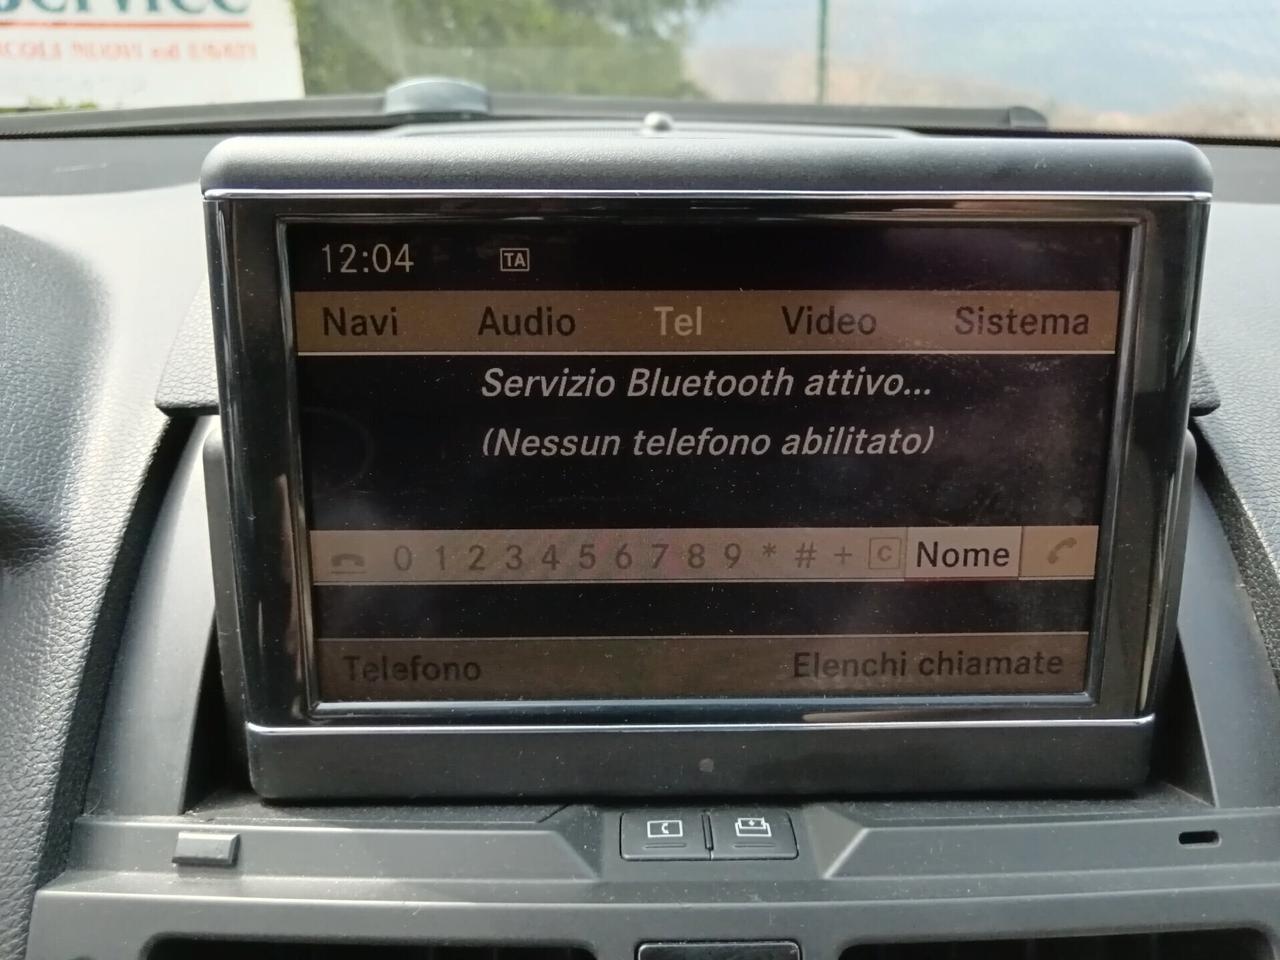 service
12:04 TA
Navi Audio Tel Video Sistema
Servizio Bluetooth attivo...
(Nessun telefono abilitato)
0 1 2 3 4 5 6 7 8 9 * # + C Nome
Telefono Elenchi chiamate